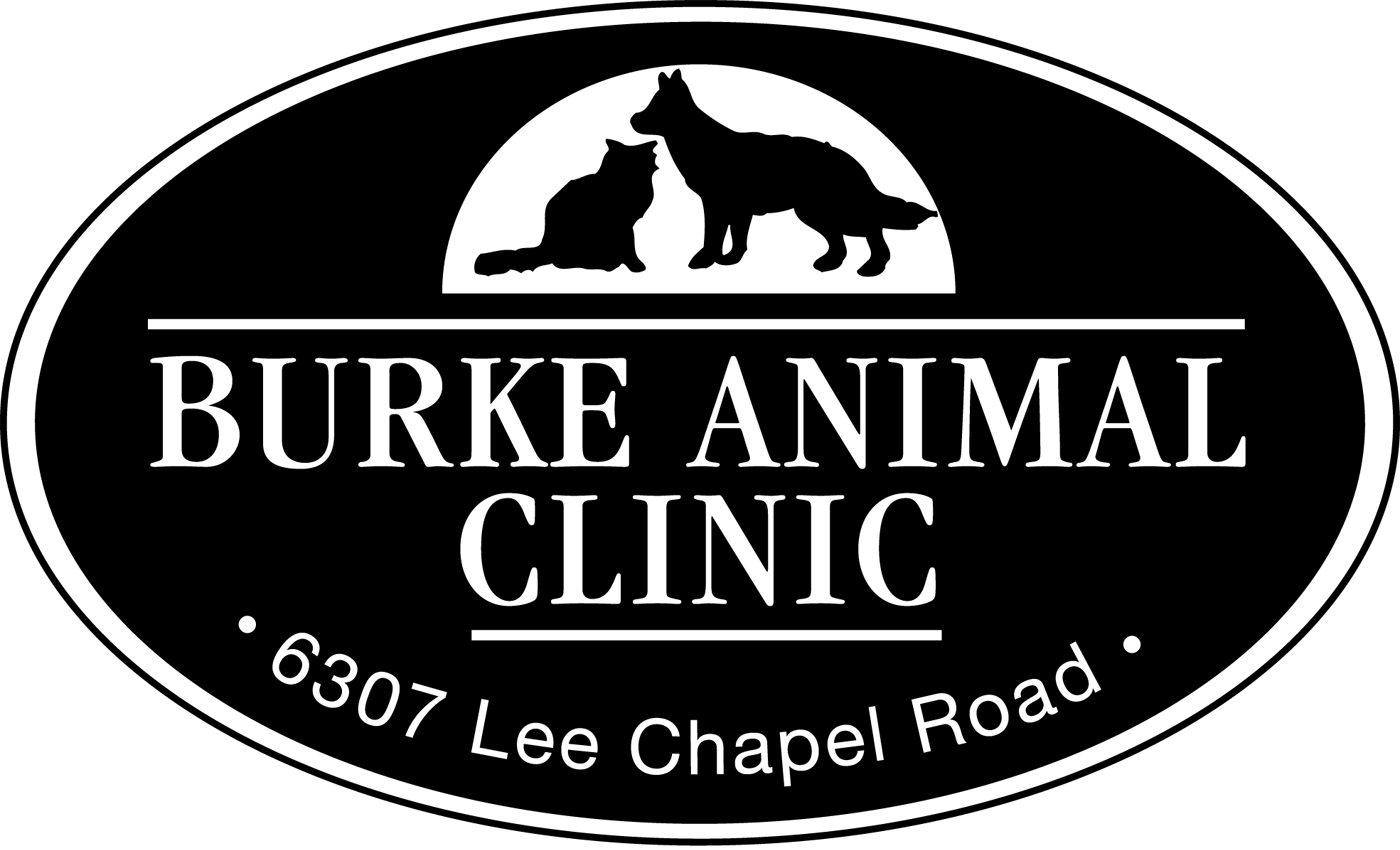 BURKE ANIMAL
CLINIC
• 6307 Lee Chapel Road •